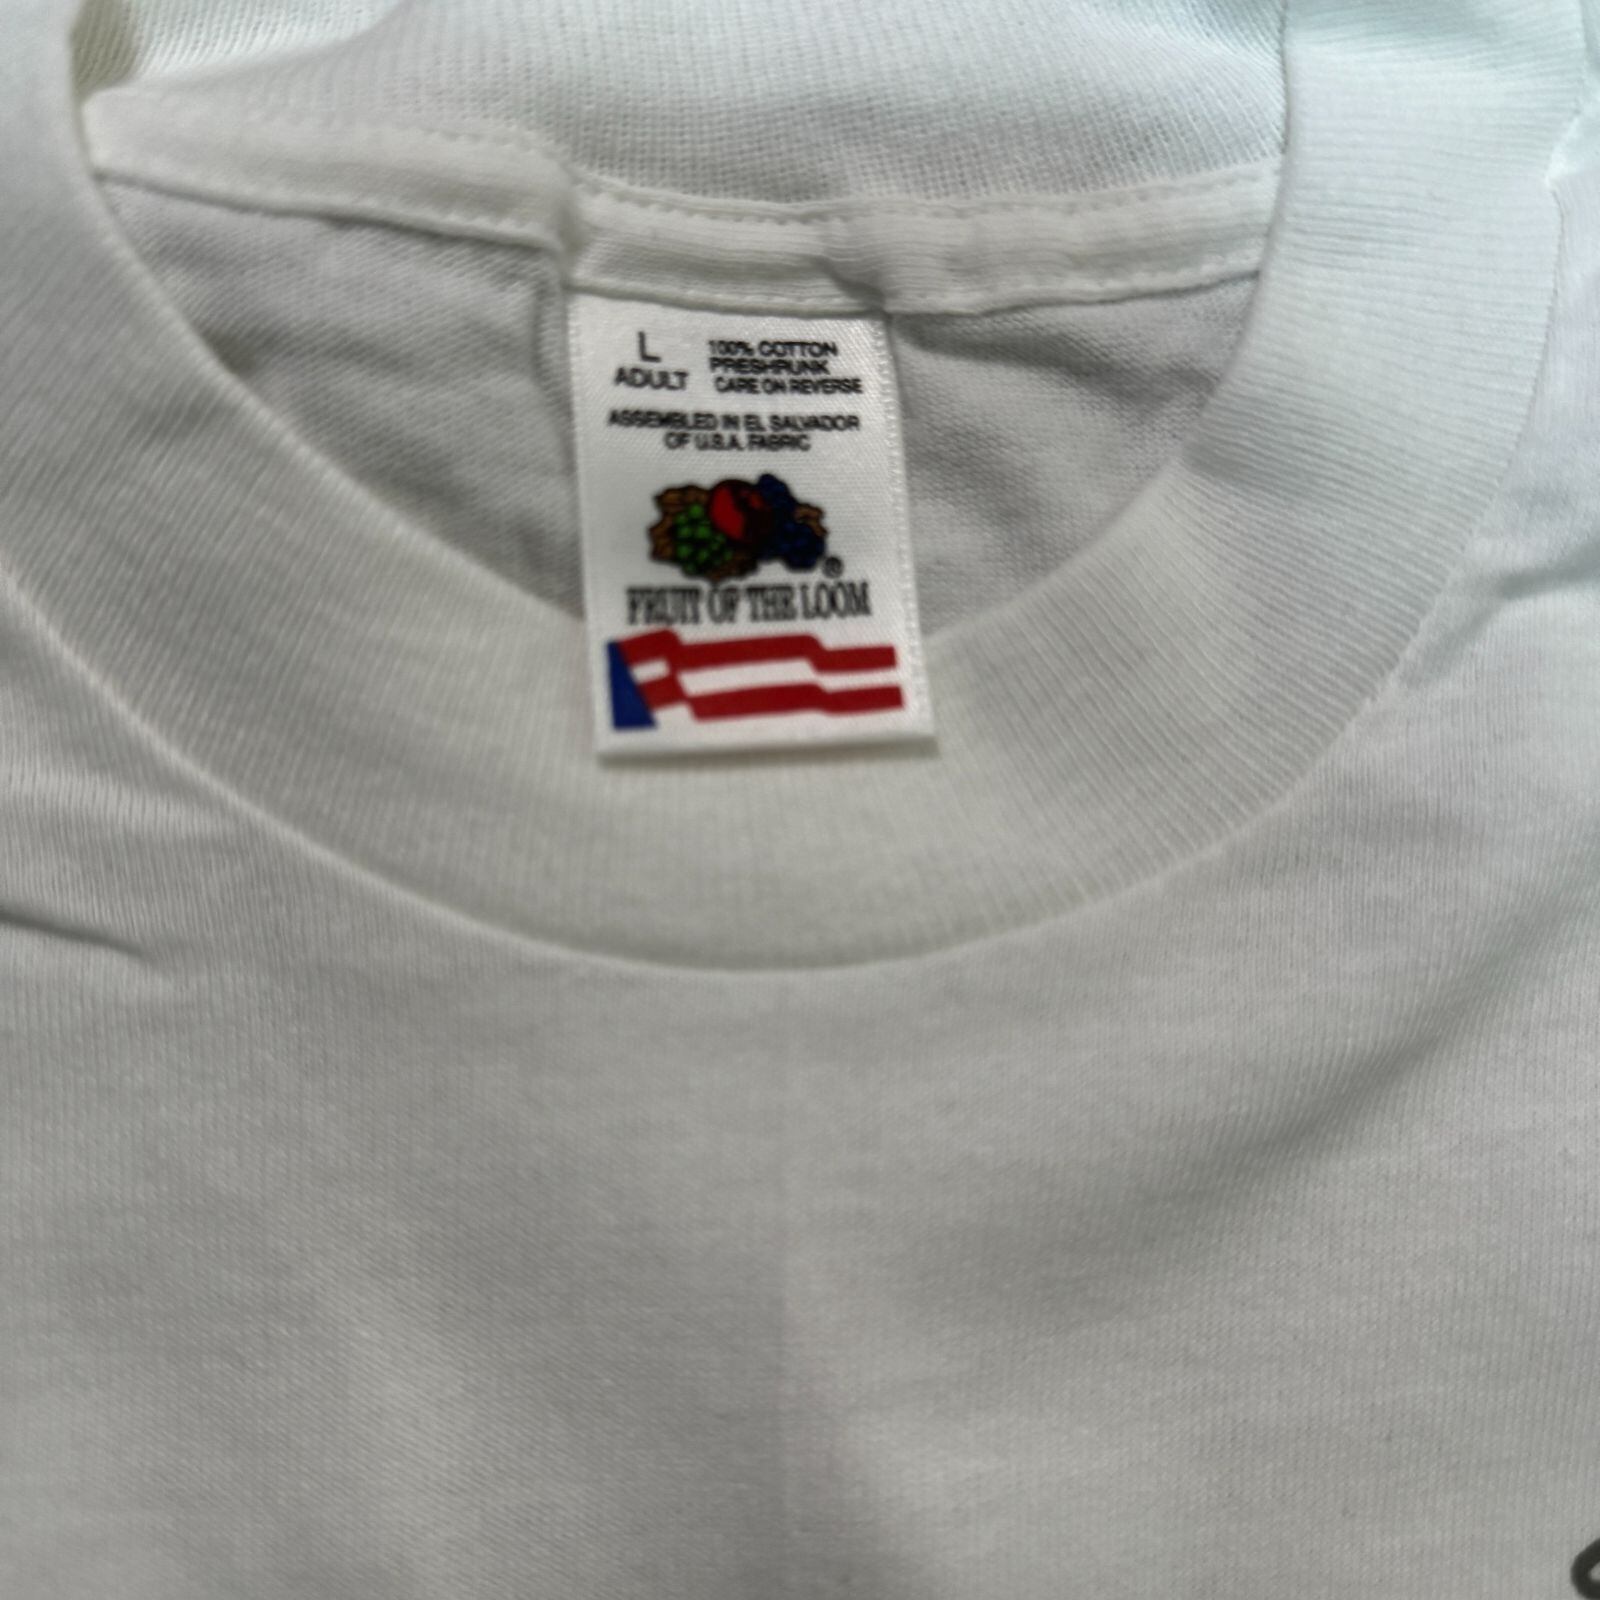 L
ADULT
100% COTTON
PRESHRUNK
CARE ON REVERSE
ASSEMBLED IN EL SALVADOR
OF U.S.A. FABRIC
®
FRUIT OF THE LOOM